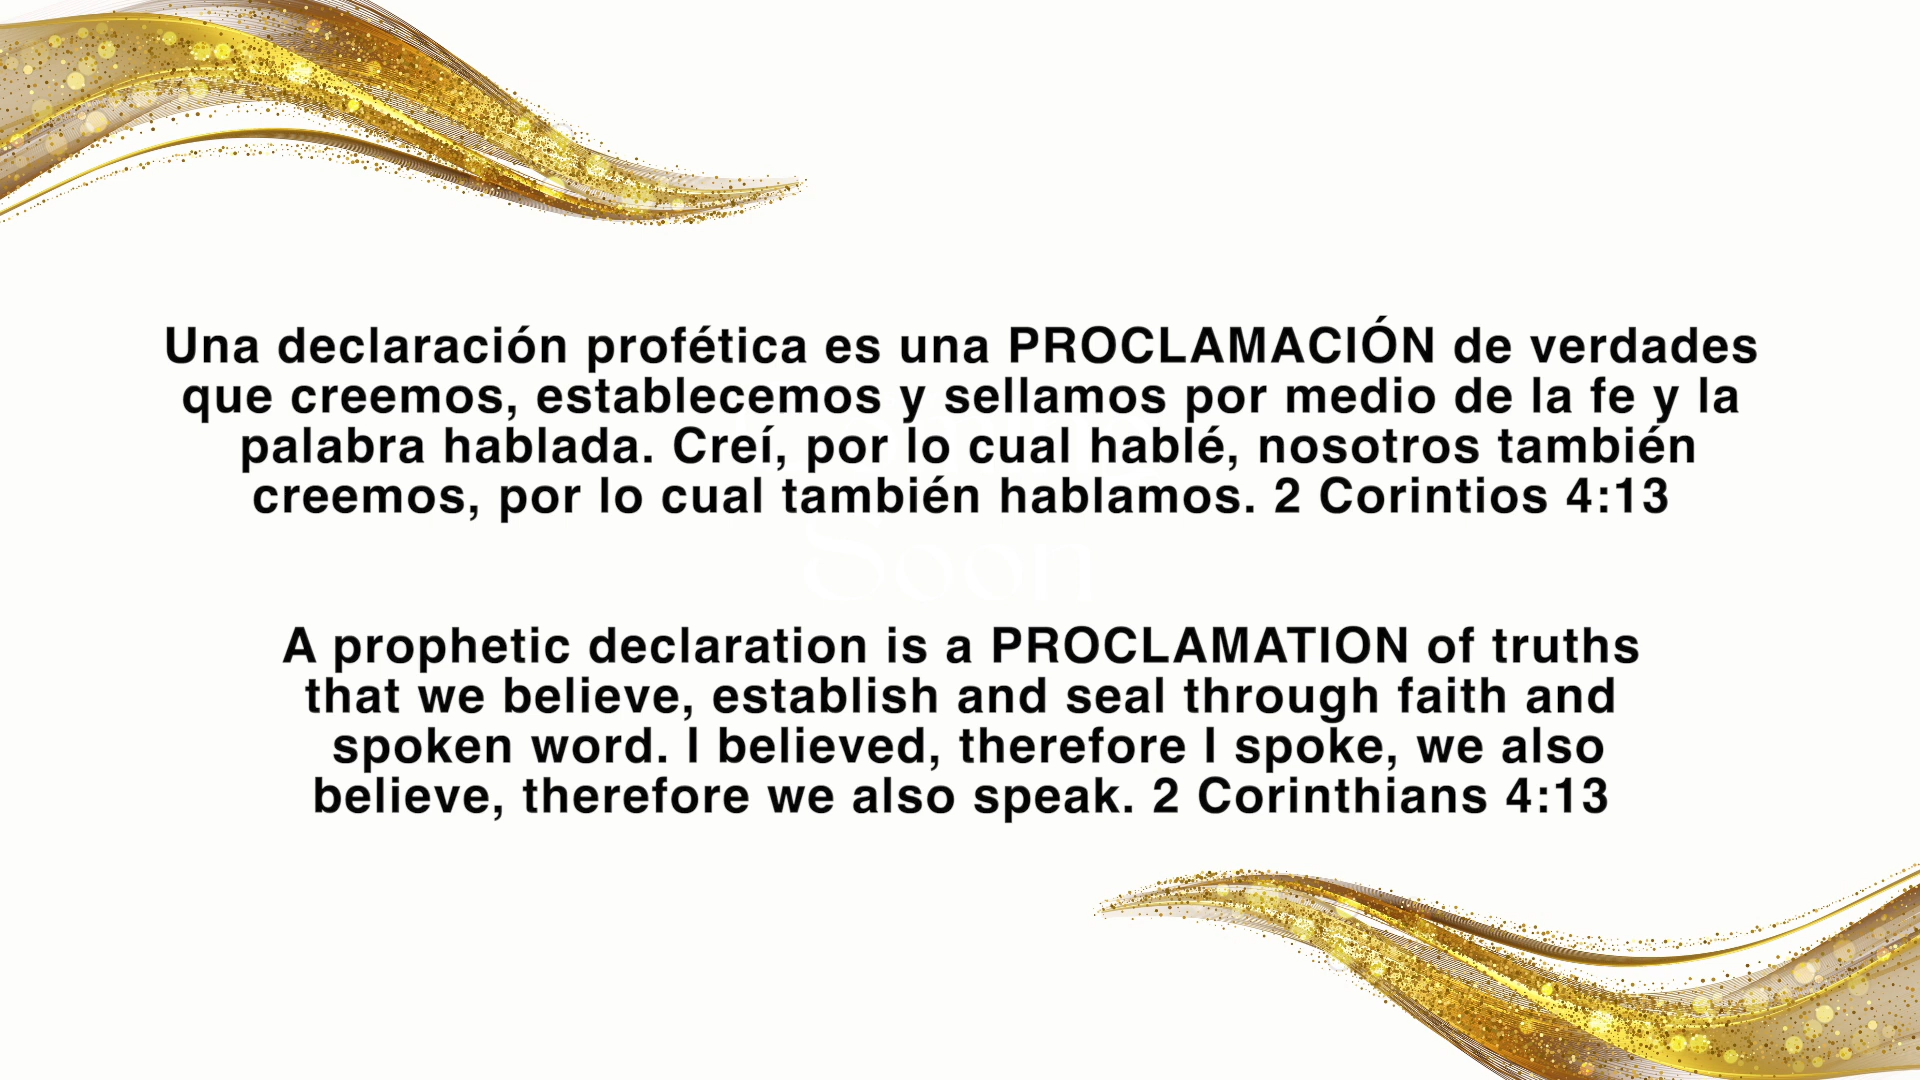 Una declaración profética es una PROCLAMACIÓN de verdades
que creemos, establecemos y sellamos por medio de la fe y la
palabra hablada. Creí, por lo cual hablé, nosotros también
creemos, por lo cual también hablamos. 2 Corintios 4:13
Soon
A prophetic declaration is a PROCLAMATION of truths
that we believe, establish and seal through faith and
spoken word. I believed, therefore I spoke, we also
believe, therefore we also speak. 2 Corinthians 4:13